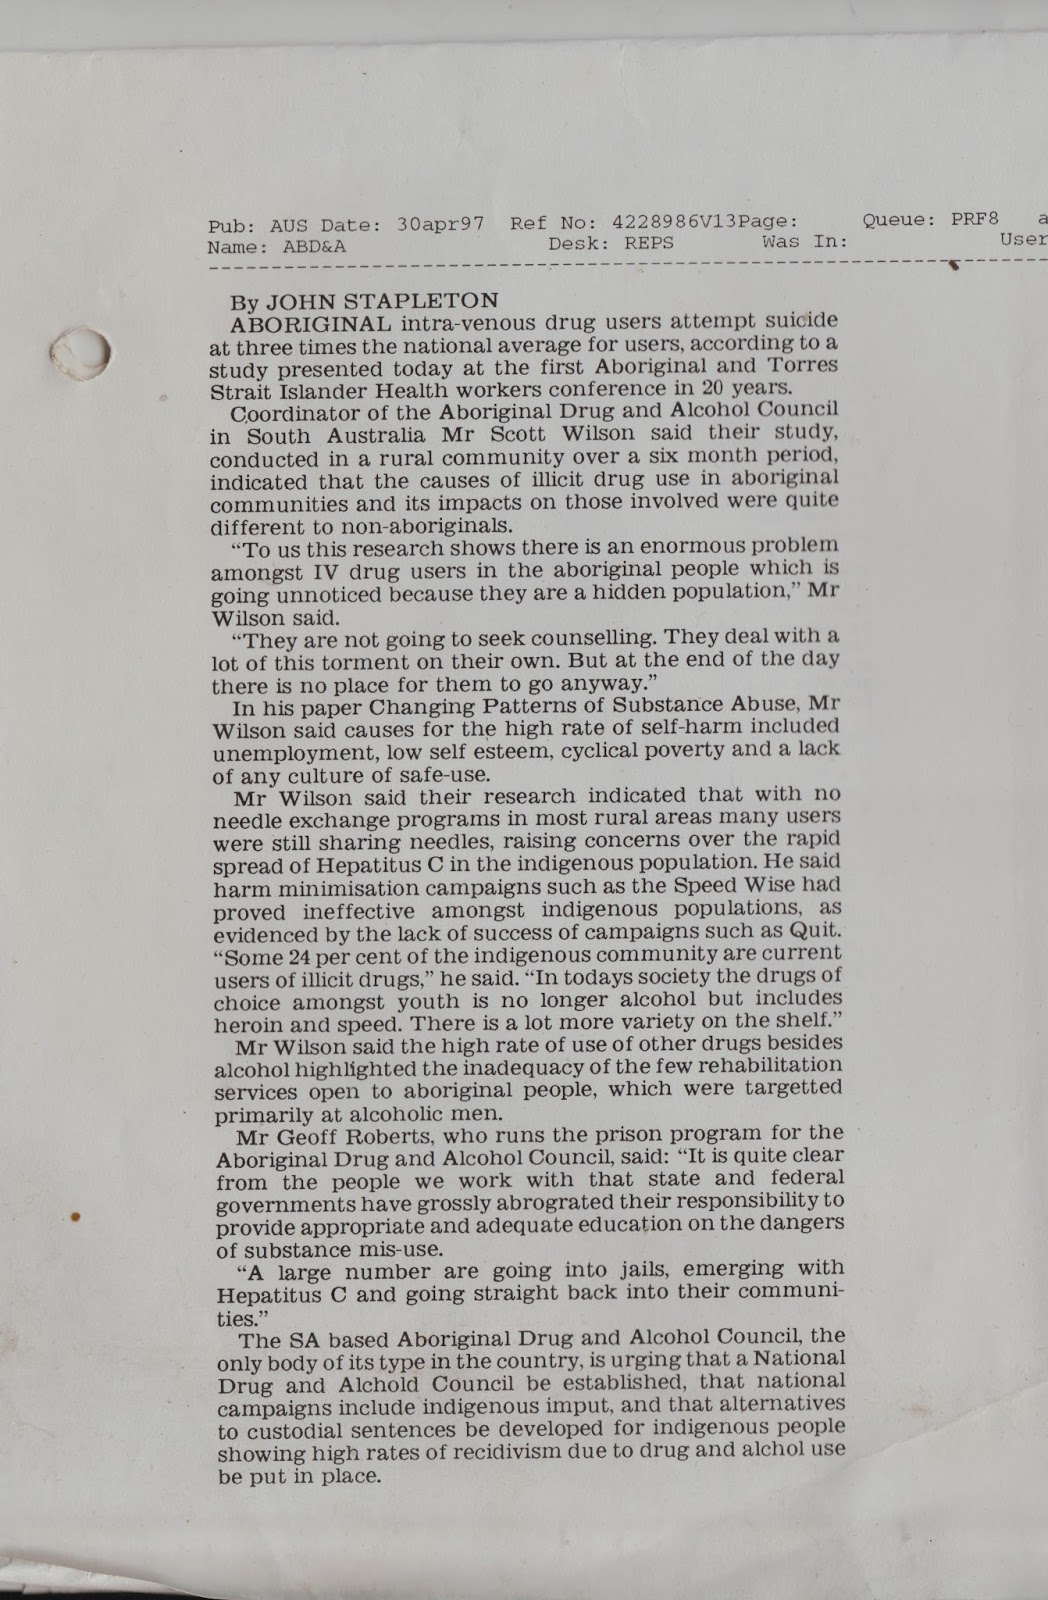 Pub: AUS Date: 30apr97 Ref No: 4228986V13Page: Queue: PRF8 a
Name: ABD&A Desk: REPS Was In: User
By JOHN STAPLETON
ABORIGINAL intra-venous drug users attempt suicide
at three times the national average for users, according to a
study presented today at the first Aboriginal and Torres
Strait Islander Health workers conference in 20 years.
Coordinator of the Aboriginal Drug and Alcohol Council
in South Australia Mr Scott Wilson said their study,
conducted in a rural community over a six month period,
indicated that the causes of illicit drug use in aboriginal
communities and its impacts on those involved were quite
different to non-aboriginals.
“To us this research shows there is an enormous problem
amongst IV drug users in the aboriginal people which is
going unnoticed because they are a hidden population,” Mr
Wilson said.
“They are not going to seek counselling. They deal with a
lot of this torment on their own. But at the end of the day
there is no place for them to go anyway.”
In his paper Changing Patterns of Substance Abuse, Mr
Wilson said causes for the high rate of self-harm included
unemployment, low self esteem, cyclical poverty and a lack
of any culture of safe-use.
Mr Wilson said their research indicated that with no
needle exchange programs in most rural areas many users
were still sharing needles, raising concerns over the rapid
spread of Hepatitus C in the indigenous population. He said
harm minimisation campaigns such as the Speed Wise had
proved ineffective amongst indigenous populations, as
evidenced by the lack of success of campaigns such as Quit.
“Some 24 per cent of the indigenous community are current
users of illicit drugs,” he said. “In todays society the drugs of
choice amongst youth is no longer alcohol but includes
heroin and speed. There is a lot more variety on the shelf.”
Mr Wilson said the high rate of use of other drugs besides
alcohol highlighted the inadequacy of the few rehabilitation
services open to aboriginal people, which were targetted
primarily at alcoholic men.
Mr Geoff Roberts, who runs the prison program for the
Aboriginal Drug and Alcohol Council, said: “It is quite clear
from the people we work with that state and federal
governments have grossly abrograted their responsibility to
provide appropriate and adequate education on the dangers
of substance mis-use.
“A large number are going into jails, emerging with
Hepatitus C and going straight back into their communi-
ties.”
The SA based Aboriginal Drug and Alcohol Council, the
only body of its type in the country, is urging that a National
Drug and Alchold Council be established, that national
campaigns include indigenous imput, and that alternatives
to custodial sentences be developed for indigenous people
showing high rates of recidivism due to drug and alchol use
be put in place.